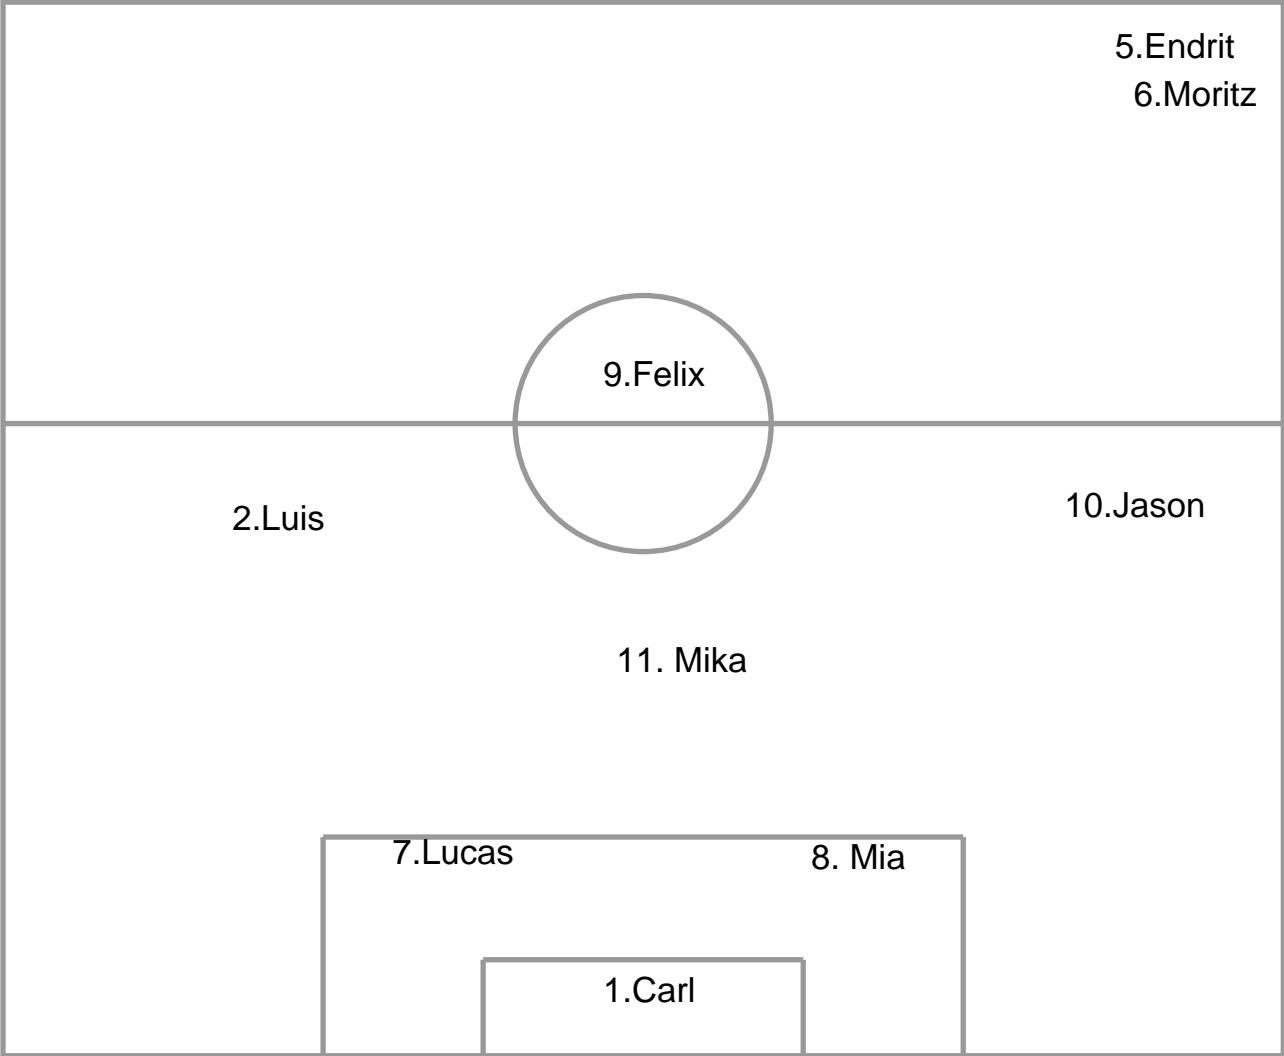 5.Endrit
6.Moritz
9.Felix
2.Luis
10.Jason
11. Mika
7.Lucas
8. Mia
1.Carl